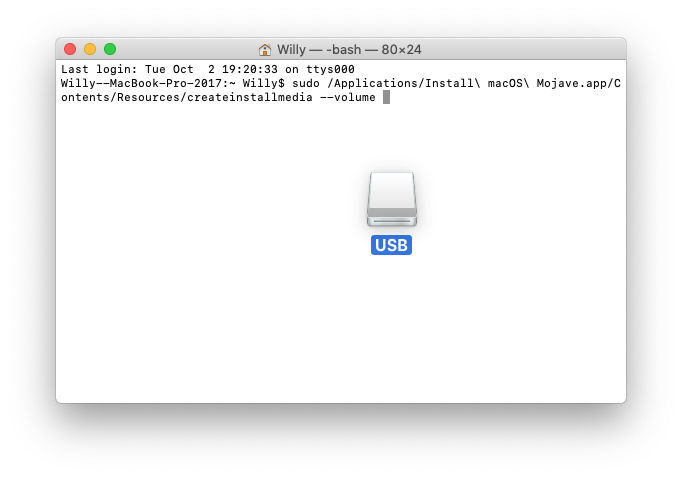 Willy — -bash — 80×24
Last login: Tue Oct  2 19:20:33 on ttys000
Willy--MacBook-Pro-2017:~ Willy$ sudo /Applications/Install\ macOS\ Mojave.app/C
ontents/Resources/createinstallmedia --volume
USB